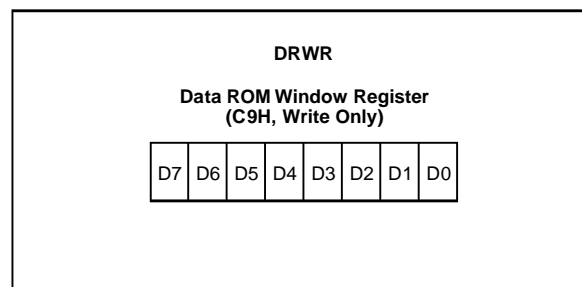 DRWR
Data ROM Window Register
(C9H, Write Only)
D7 D6 D5 D4 D3 D2 D1 D0